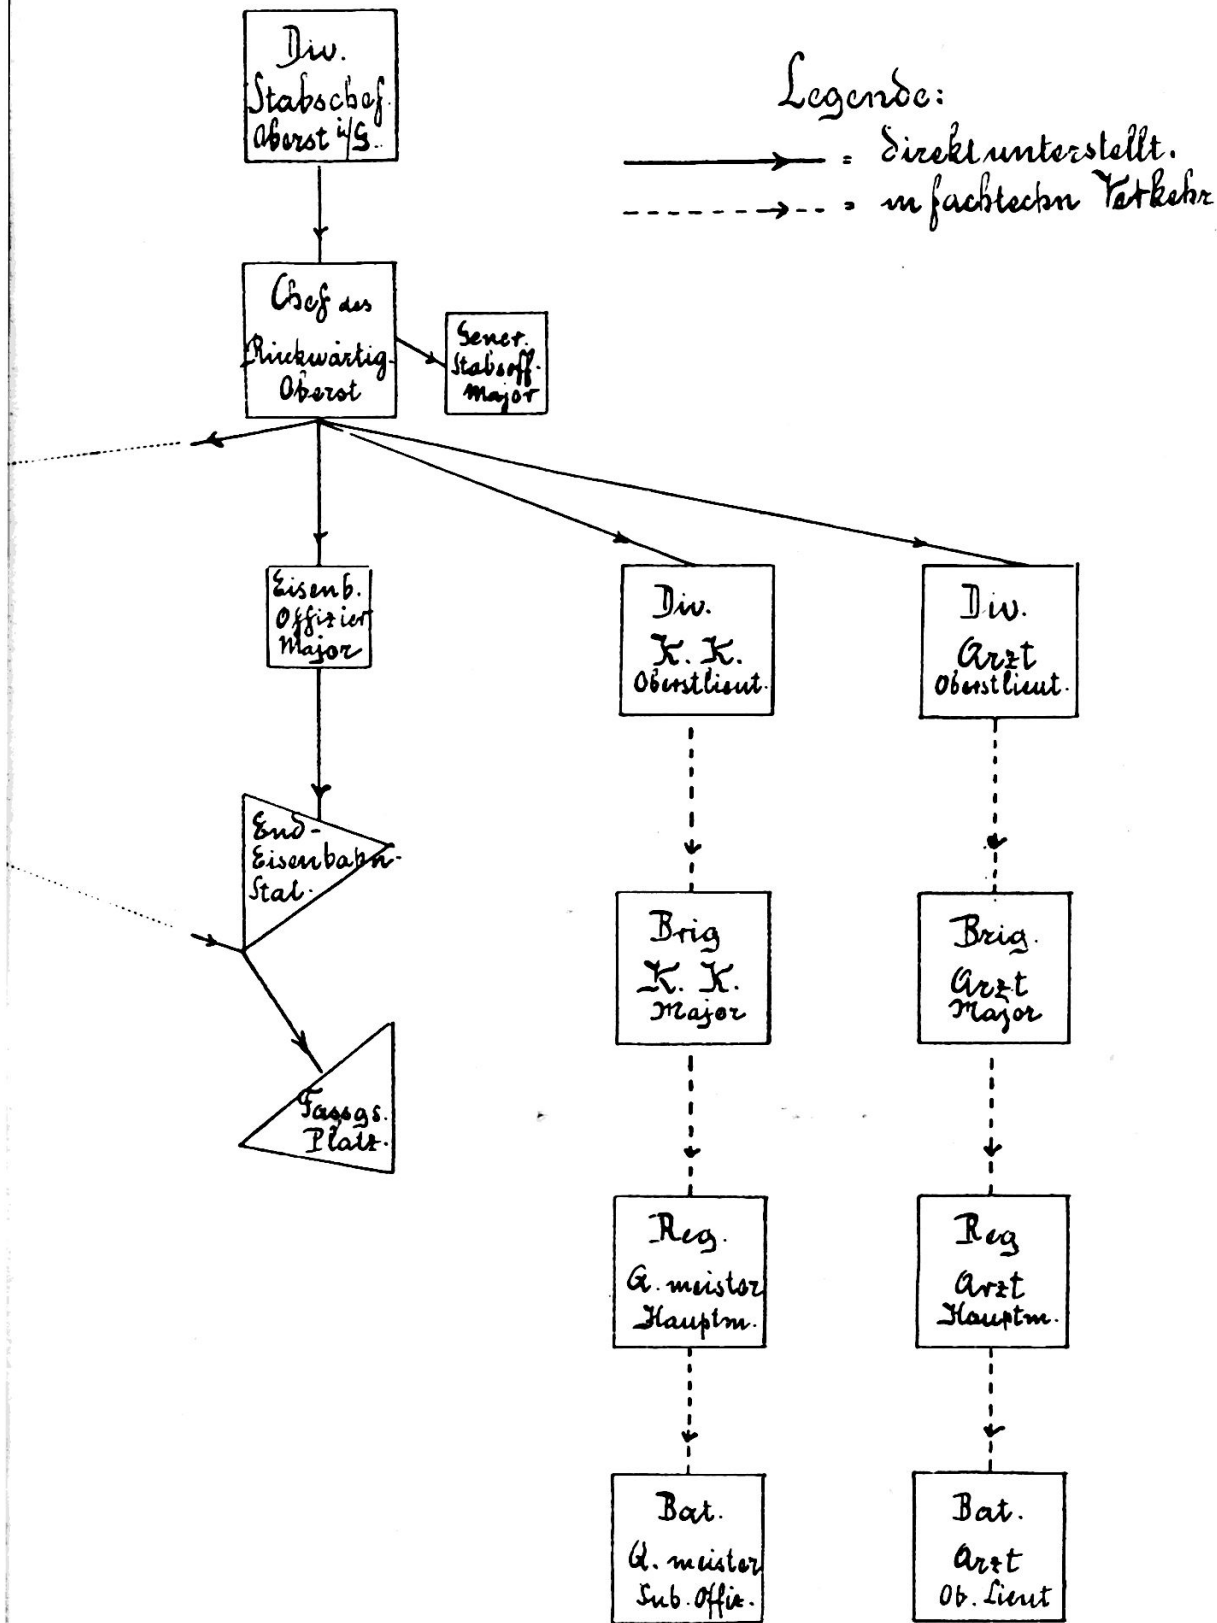 Div.
Stabschef.
Oberst i/G.
Legende:
= direkt unterstellt.
= in fachtechn Verkehr
Chef des
Rückwärtig.
Oberst
Gener.
Stabsoff.
Major
Eisenb.
Offizier
Major
Div.
K. K.
Oberstlieut.
Div.
Arzt
Oberstlieut.
End-
Eisenbahn-
Stat.
Brig
K. K.
Major
Brig.
Arzt
Major
Fassgs.
Platz.
Reg.
Q. meister
Hauptm.
Reg
Arzt
Hauptm.
Bat.
Q. meister
Sub. Offiz.
Bat.
Arzt
Ob. Lieut